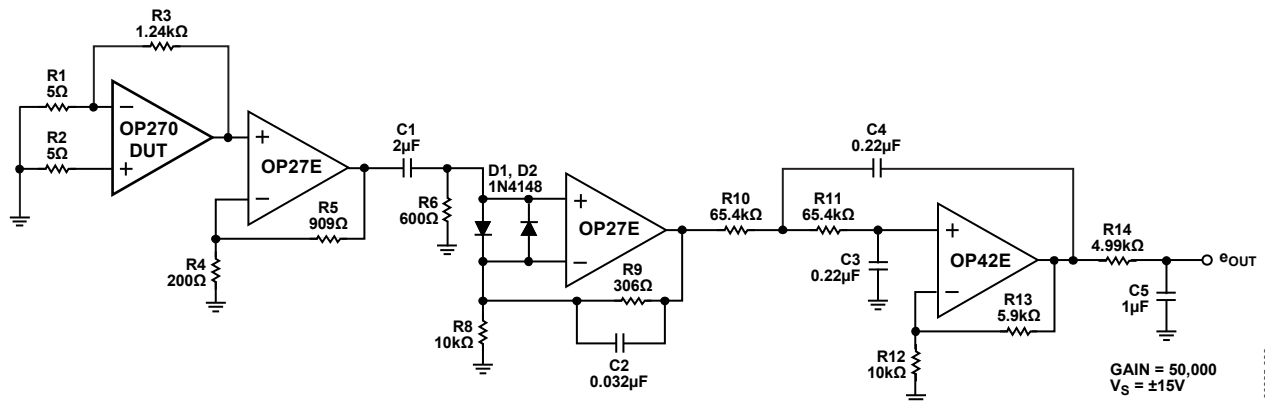 R3
1.24kΩ
R1
5Ω
R2
5Ω
−
+
OP270
DUT
+
−
OP27E
R5
909Ω
R4
200Ω
C1
2µF
R6
600Ω
D1, D2
1N4148
+
−
OP27E
R9
306Ω
R8
10kΩ
C2
0.032µF
R10
65.4kΩ
R11
65.4kΩ
C4
0.22µF
C3
0.22µF
+
−
OP42E
R13
5.9kΩ
R12
10kΩ
R14
4.99kΩ
eOUT
C5
1µF
GAIN = 50,000
VS = ±15V